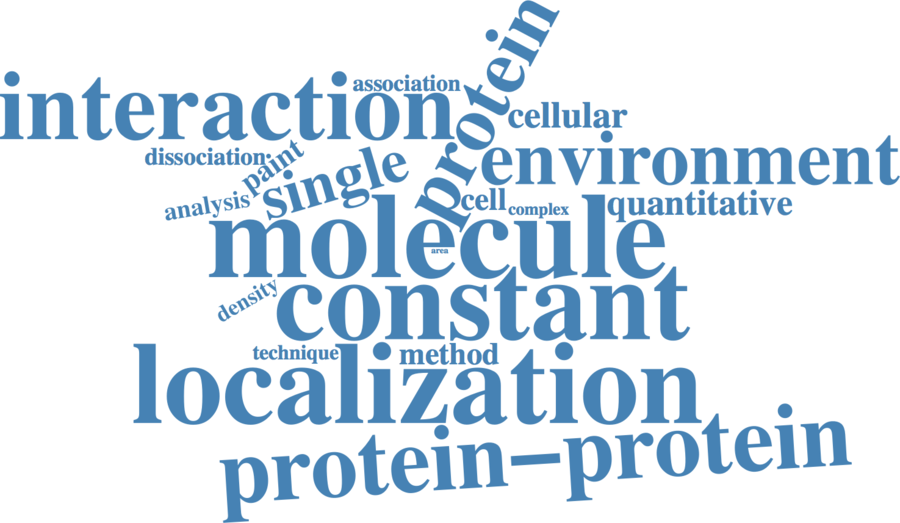 protein
association
interaction
cellular
dissociation
paint
single
environment
analysis
cell
complex
quantitative
molecule
area
density
constant
technique
method
localization
protein–protein